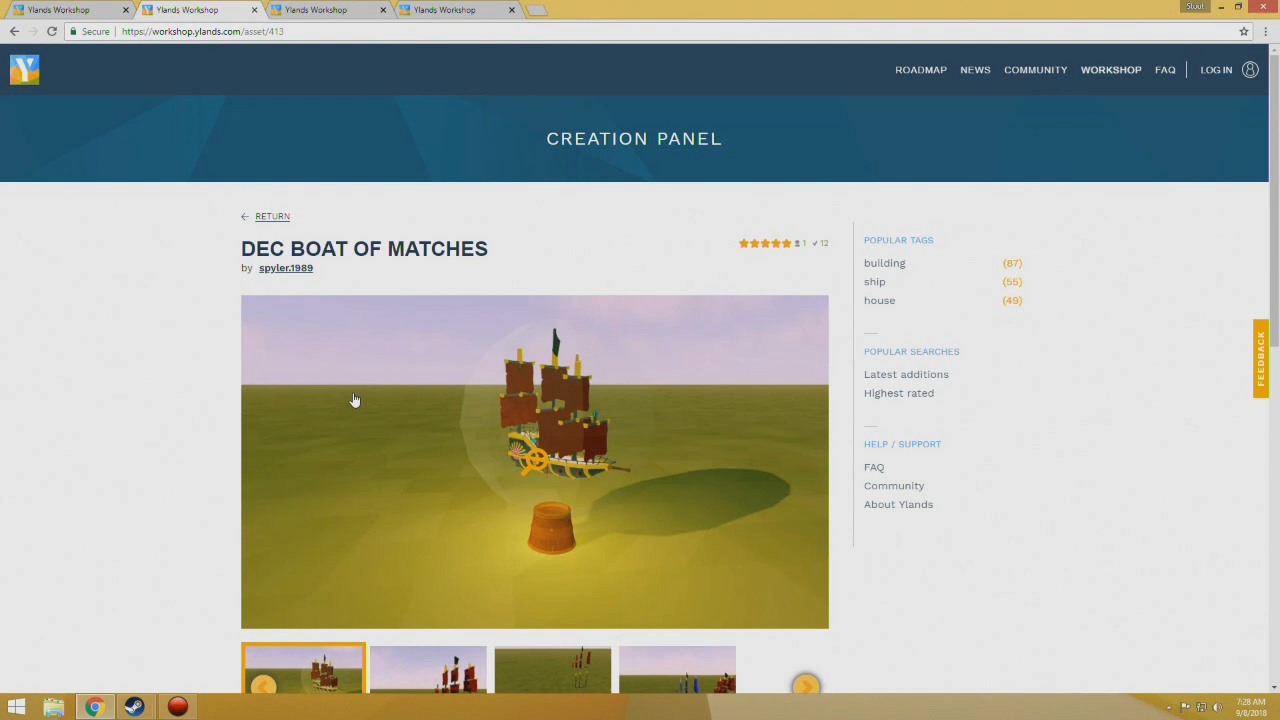 Ylands Workshop
Ylands Workshop
Ylands Workshop
Ylands Workshop
Stout
Secure
https://workshop.ylands.com/asset/413
Y
ROADMAP
NEWS
COMMUNITY
WORKSHOP
FAQ
LOG IN
CREATION PANEL
RETURN
DEC BOAT OF MATCHES
1
12
by spyler.1989
POPULAR TAGS
building (87)
ship (55)
house (49)
POPULAR SEARCHES
Latest additions
Highest rated
HELP / SUPPORT
FAQ
Community
About Ylands
FEEDBACK
7:28 AM
9/8/2018